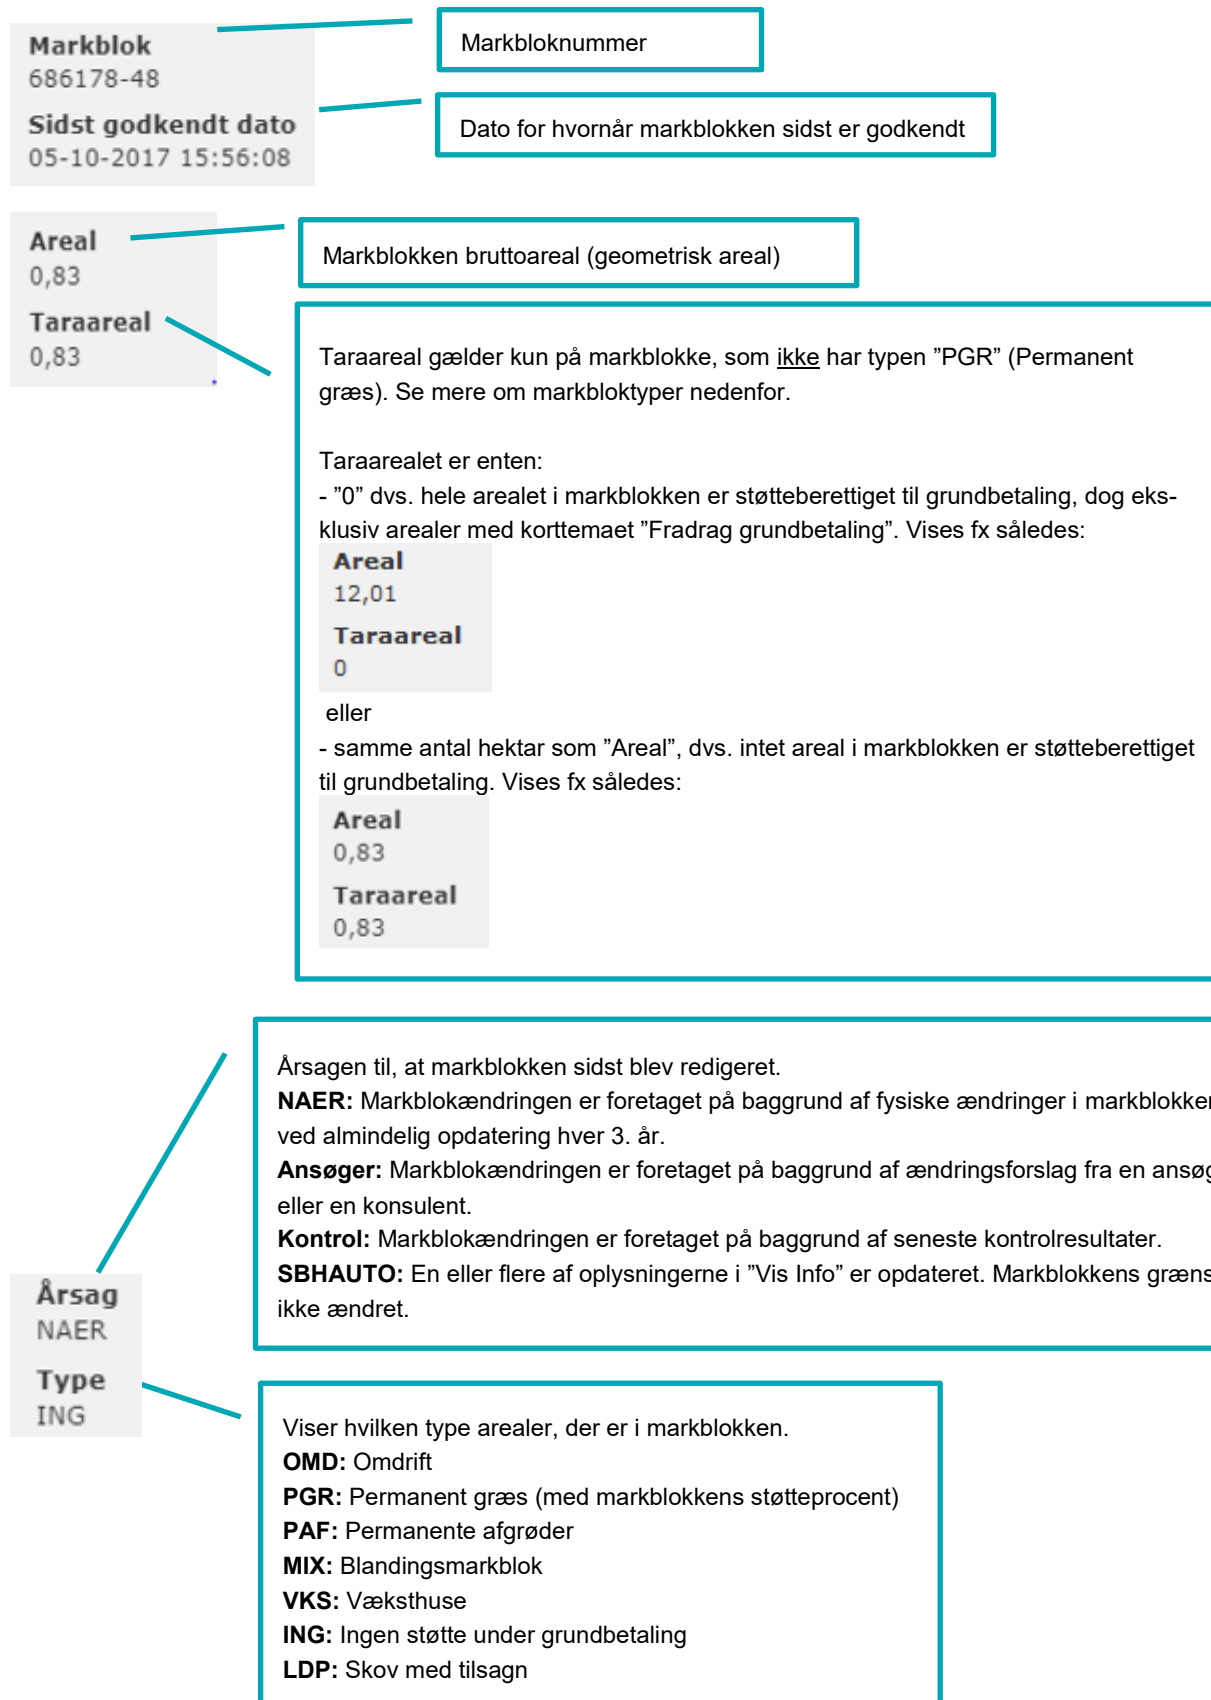 Markblok
686178-48
Sidst godkendt dato
05-10-2017 15:56:08
Markbloknummer
Dato for hvornår markblokken sidst er godkendt
Areal
0,83
Taraareal
0,83
Markblokken bruttoareal (geometrisk areal)
Taraareal gælder kun på markblokke, som ikke har typen ”PGR” (Permanent
græs). Se mere om markbloktyper nedenfor.
Taraarealet er enten:
- ”0” dvs. hele arealet i markblokken er støtteberettiget til grundbetaling, dog eks-
klusiv arealer med korttemaet ”Fradrag grundbetaling”. Vises fx således:
Areal
12,01
Taraareal
0
eller
- samme antal hektar som ”Areal”, dvs. intet areal i markblokken er støtteberettiget
til grundbetaling. Vises fx således:
Areal
0,83
Taraareal
0,83
Årsagen til, at markblokken sidst blev redigeret.
NAER: Markblokændringen er foretaget på baggrund af fysiske ændringer i markblokken
ved almindelig opdatering hver 3. år.
Ansøger: Markblokændringen er foretaget på baggrund af ændringsforslag fra en ansøg
eller en konsulent.
Kontrol: Markblokændringen er foretaget på baggrund af seneste kontrolresultater.
SBHAUTO: En eller flere af oplysningerne i ”Vis Info” er opdateret. Markblokkens græns
ikke ændret.
Årsag
NAER
Type
ING
Viser hvilken type arealer, der er i markblokken.
OMD: Omdrift
PGR: Permanent græs (med markblokkens støtteprocent)
PAF: Permanente afgrøder
MIX: Blandingsmarkblok
VKS: Væksthuse
ING: Ingen støtte under grundbetaling
LDP: Skov med tilsagn